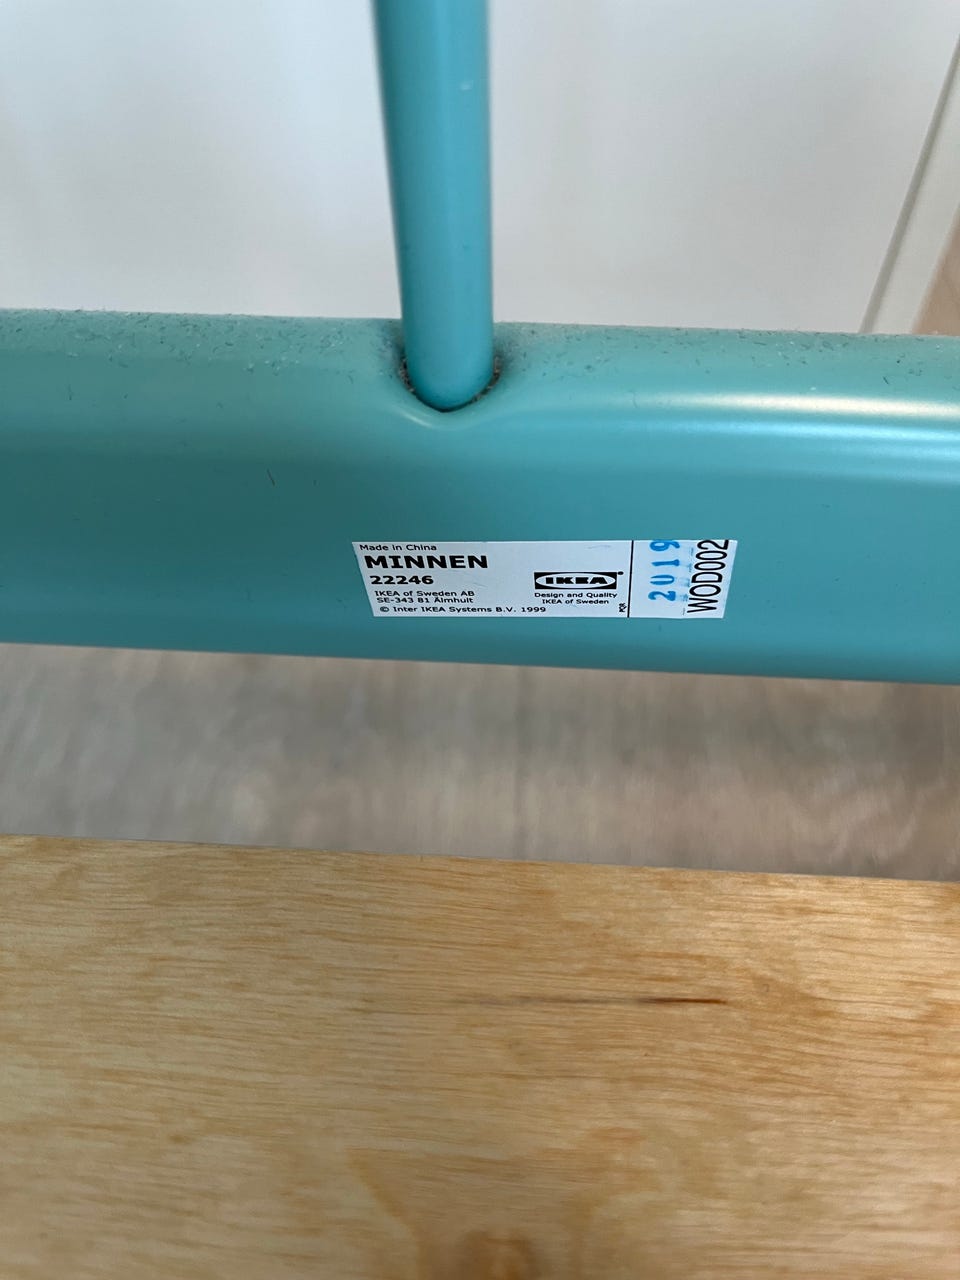 Made in China
MINNEN
22246
IKEA of Sweden AB
SE-343 81 Älmhult
© Inter IKEA Systems B.V. 1999
IKEA®
Design and Quality
IKEA of Sweden
PQR
2019
WOD002